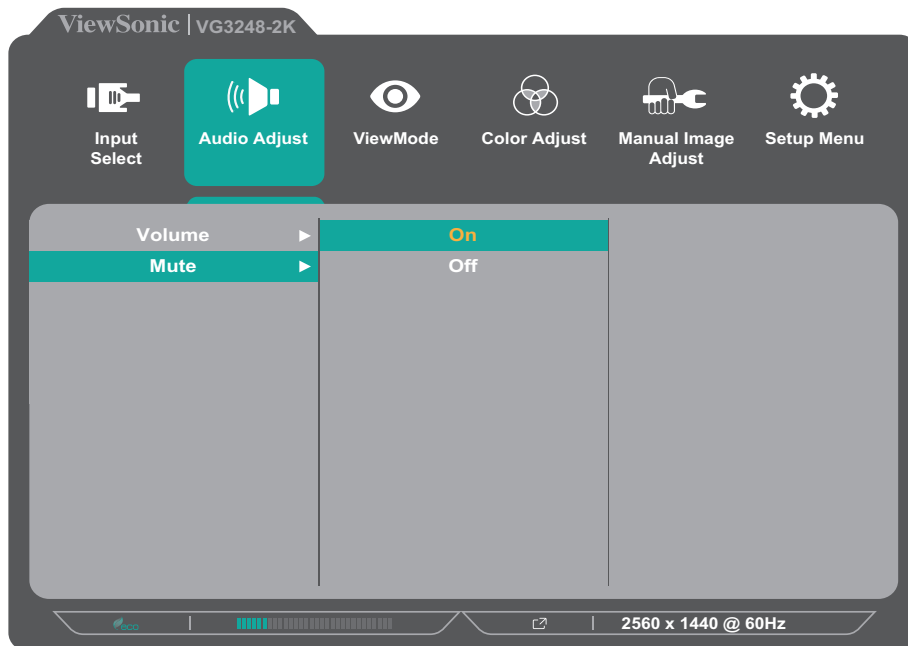 ViewSonic | VG3248-2K
Input
Select
Audio Adjust
ViewMode
Color Adjust
Manual Image
Adjust
Setup Menu
Volume ▶
On
Mute ▶
Off
eco
2560 x 1440 @ 60Hz